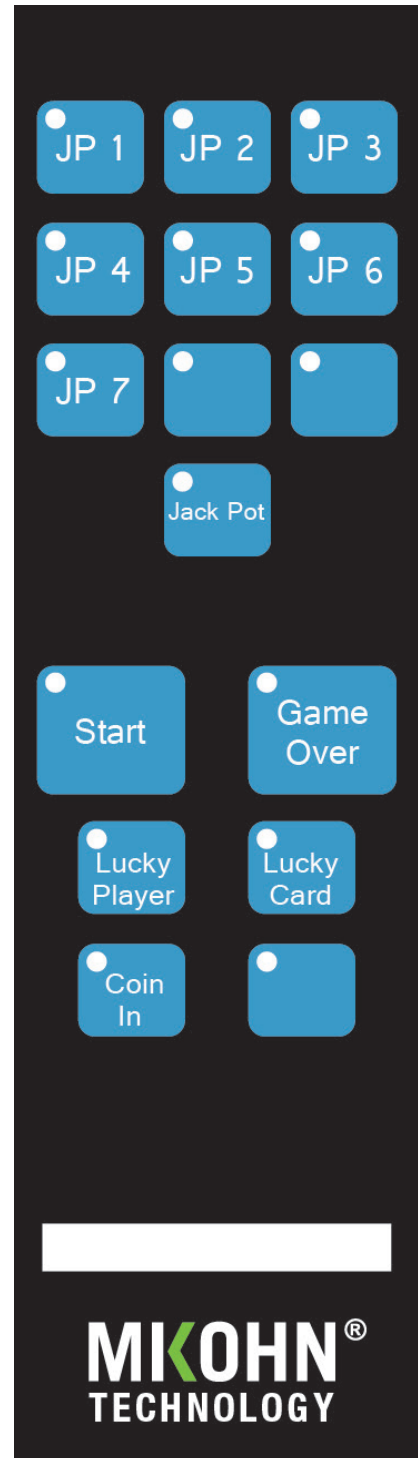 JP 1 JP 2 JP 3
JP 4 JP 5 JP 6
JP 7
Jack Pot
Start
Game
Over
Lucky
Player
Lucky
Card
Coin
In
MKOHN®
TECHNOLOGY